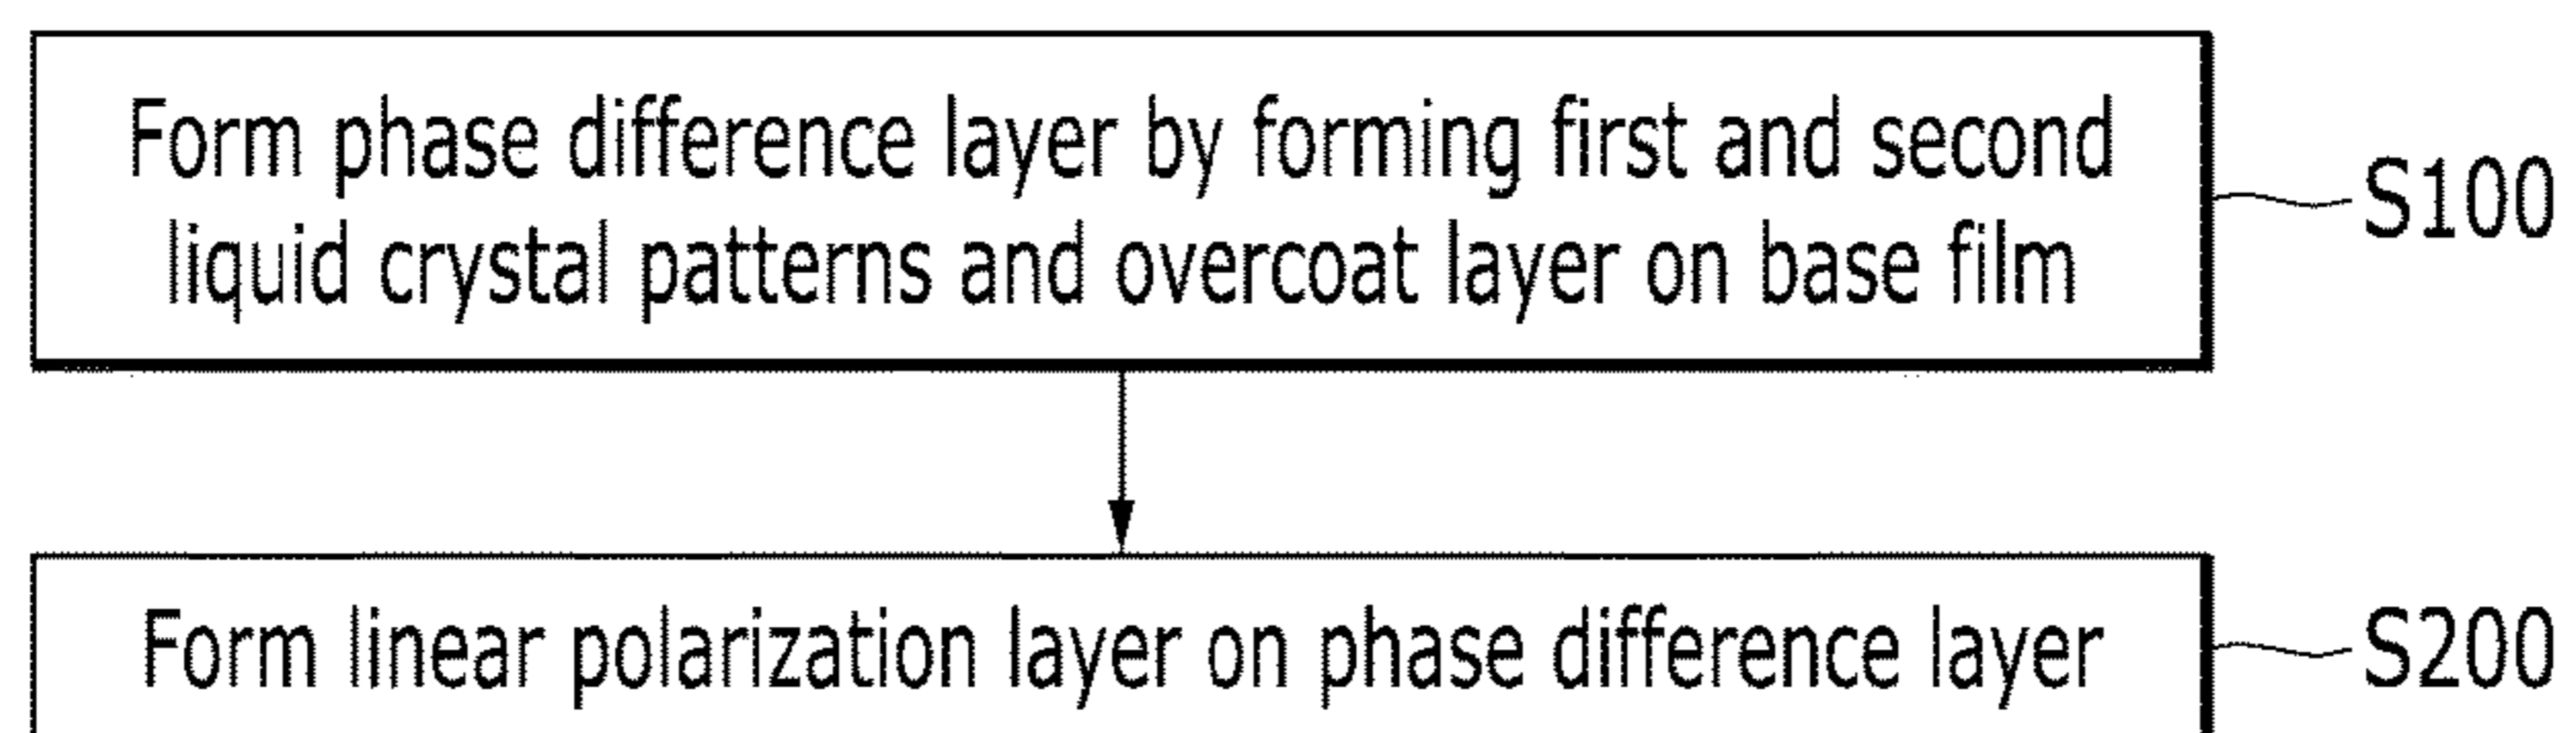 Form phase difference layer by forming first and second
liquid crystal patterns and overcoat layer on base film
S100
Form linear polarization layer on phase difference layer
S200